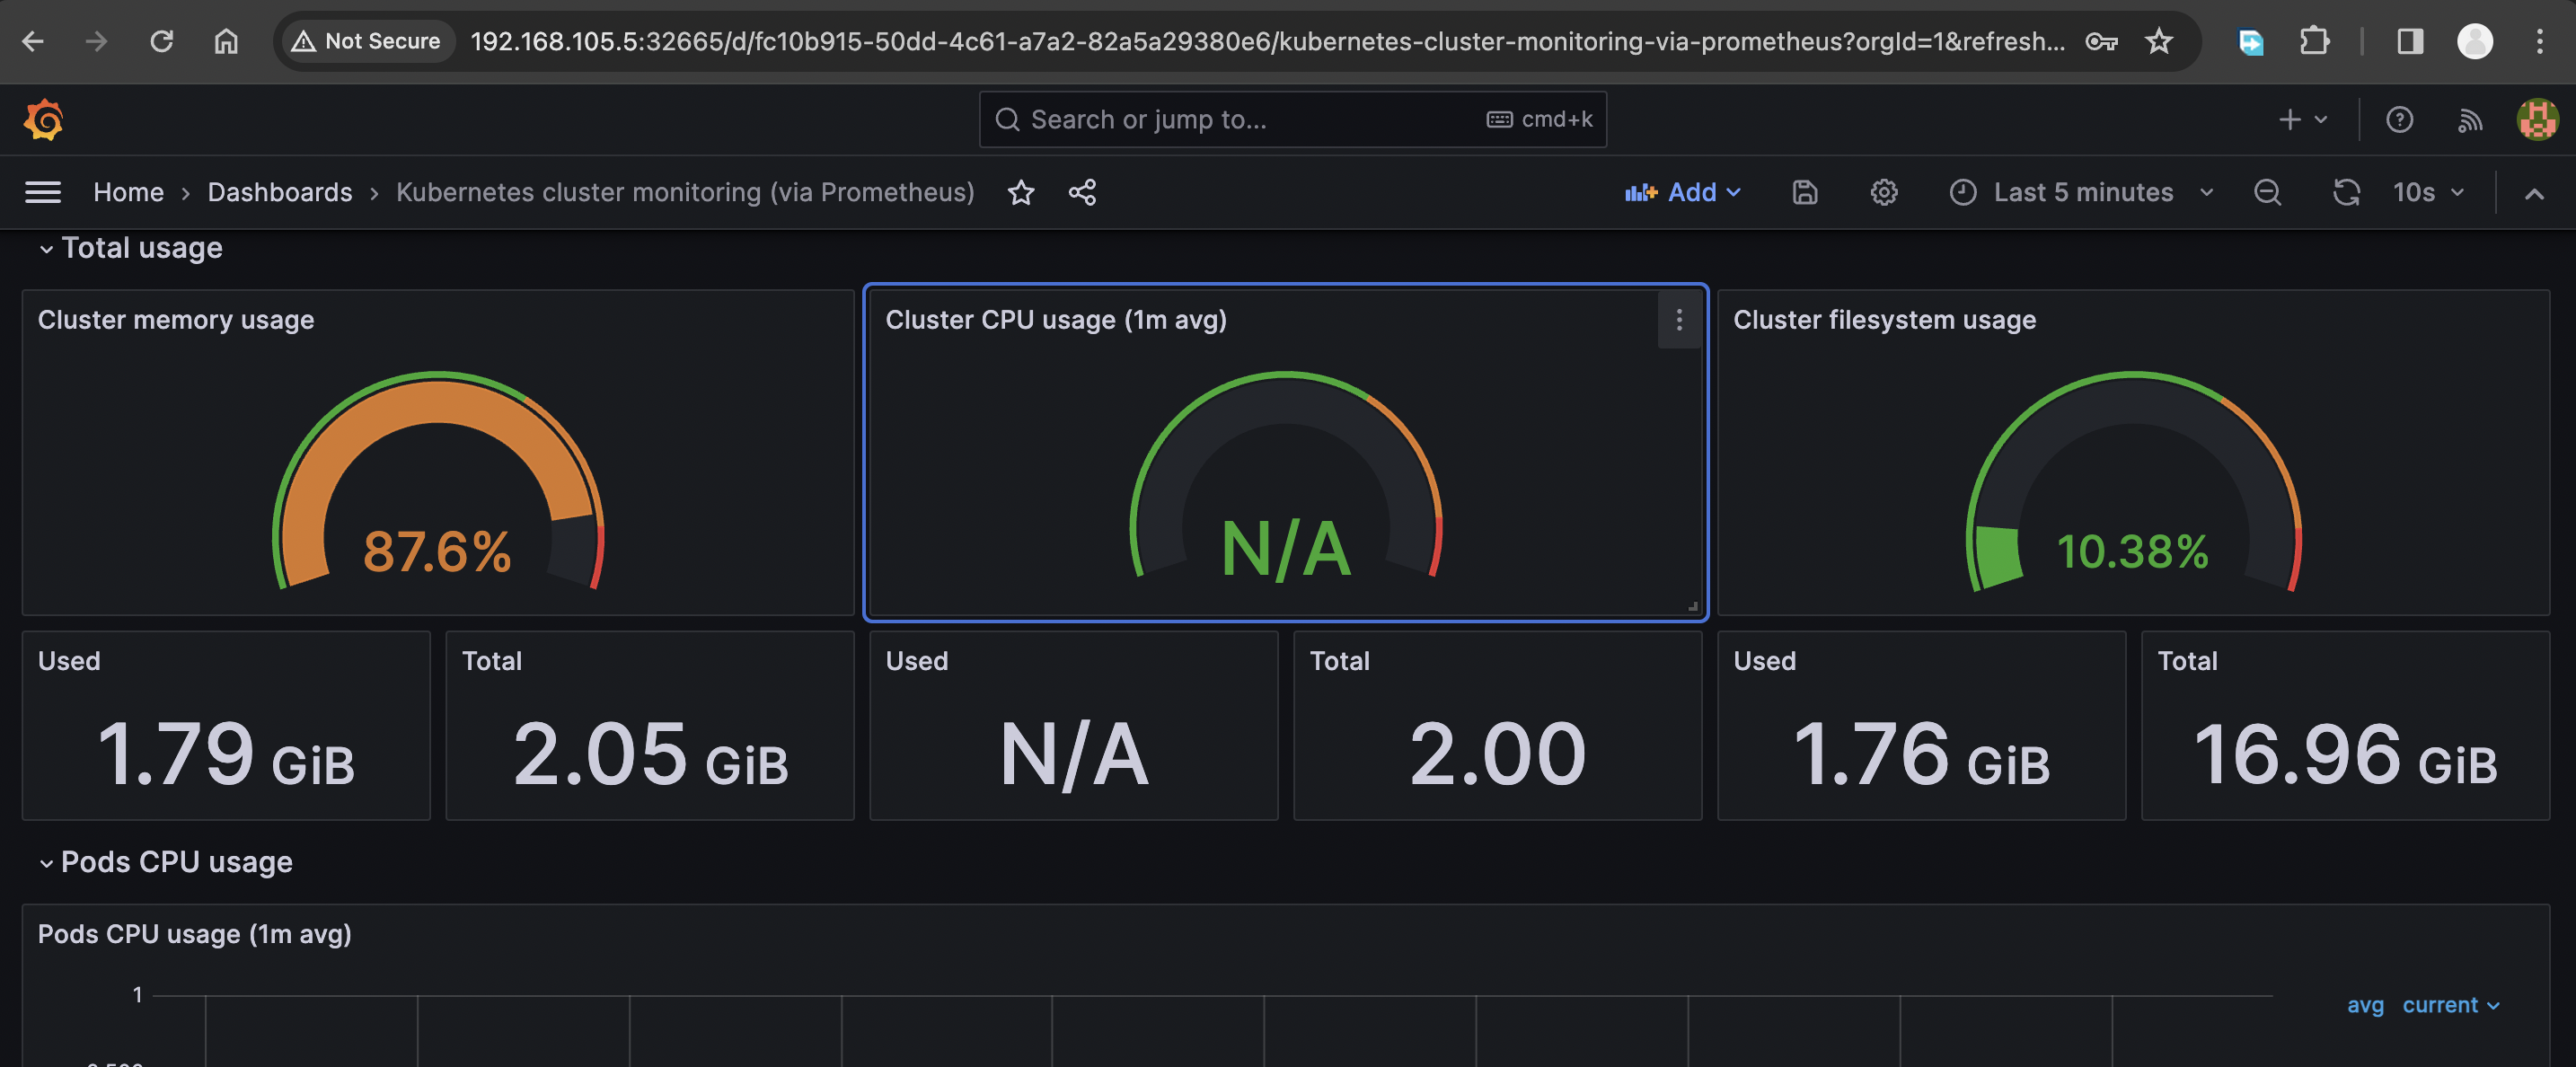 Not Secure 192.168.105.5:32665/d/fc10b915-50dd-4c61-a7a2-82a5a29380e6/kubernetes-cluster-monitoring-via-prometheus?orgId=1&refresh...
Search or jump to... cmd+k
Home › Dashboards › Kubernetes cluster monitoring (via Prometheus) Add Last 5 minutes 10s
Total usage
Cluster memory usage
87.6%
Cluster CPU usage (1m avg)
N/A
Cluster filesystem usage
10.38%
Used
1.79 GiB
Total
2.05 GiB
Used
N/A
Total
2.00
Used
1.76 GiB
Total
16.96 GiB
Pods CPU usage
Pods CPU usage (1m avg)
1
avg current